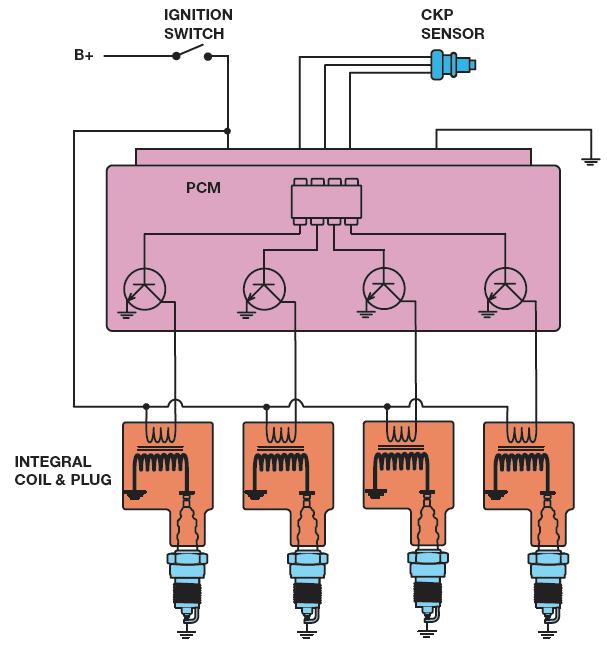 IGNITION
SWITCH
CKP
SENSOR
B+
PCM
INTEGRAL
COIL & PLUG